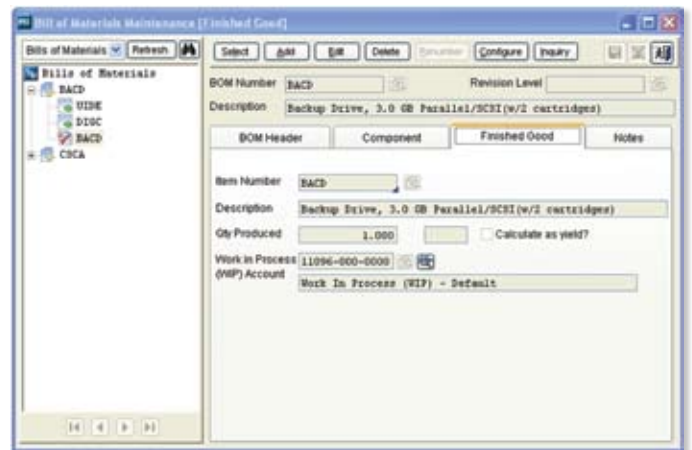 Bill of Materials Maintenance [Finished Good]
Bills of Materials Refresh
Select Add Edit Delete Renumber Configure Inquiry
Bills of Materials
BACD
UIDE
DISC
BACD
CSCA
BOM Number BACD Revision Level
Description Backup Drive, 3.0 GB Parallel/SCSI(w/2 cartridges)
BOM Header Component Finished Good Notes
Item Number BACD
Description Backup Drive, 3.0 GB Parallel/SCSI(w/2 cartridges)
Qty Produced 1.000 Calculate as yield?
Work in Process (WIP) Account 11096-000-0000
Work In Process (WIP) - Default